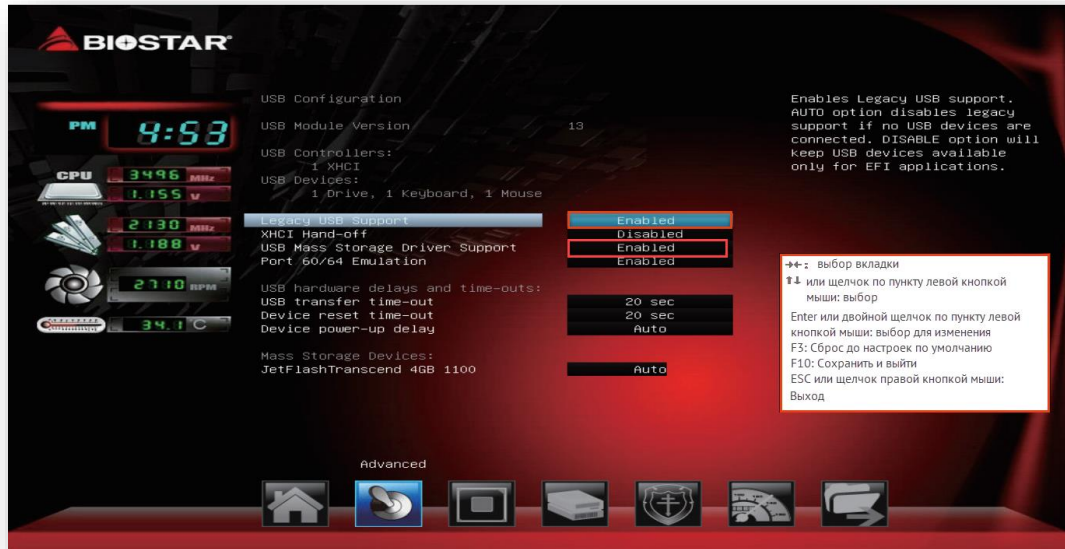 BIOSTAR
PM 4:53
CPU 3496 MHz
1.155 V
2130 MHz
1.188 V
2710 RPM
34.1 C
USB Configuration
USB Module Version 13
USB Controllers:
1 XHCI
USB Devices:
1 Drive, 1 Keyboard, 1 Mouse
Legacy USB Support Enabled
XHCI Hand-off Disabled
USB Mass Storage Driver Support Enabled
Port 60/64 Emulation Enabled
USB hardware delays and time-outs:
USB transfer time-out 20 sec
Device reset time-out 20 sec
Device power-up delay Auto
Mass Storage Devices:
JetFlashTranscend 4GB 1100 Auto
Enables Legacy USB support.
AUTO option disables legacy
support if no USB devices are
connected. DISABLE option will
keep USB devices available
only for EFI applications.
→←: выбор вкладки
↑↓ или щелчок по пункту левой кнопкой
мыши: выбор
Enter или двойной щелчок по пункту левой
кнопкой мыши: выбор для изменения
F3: Сброс до настроек по умолчанию
F10: Сохранить и выйти
ESC или щелчок правой кнопкой мыши:
Выход
Advanced